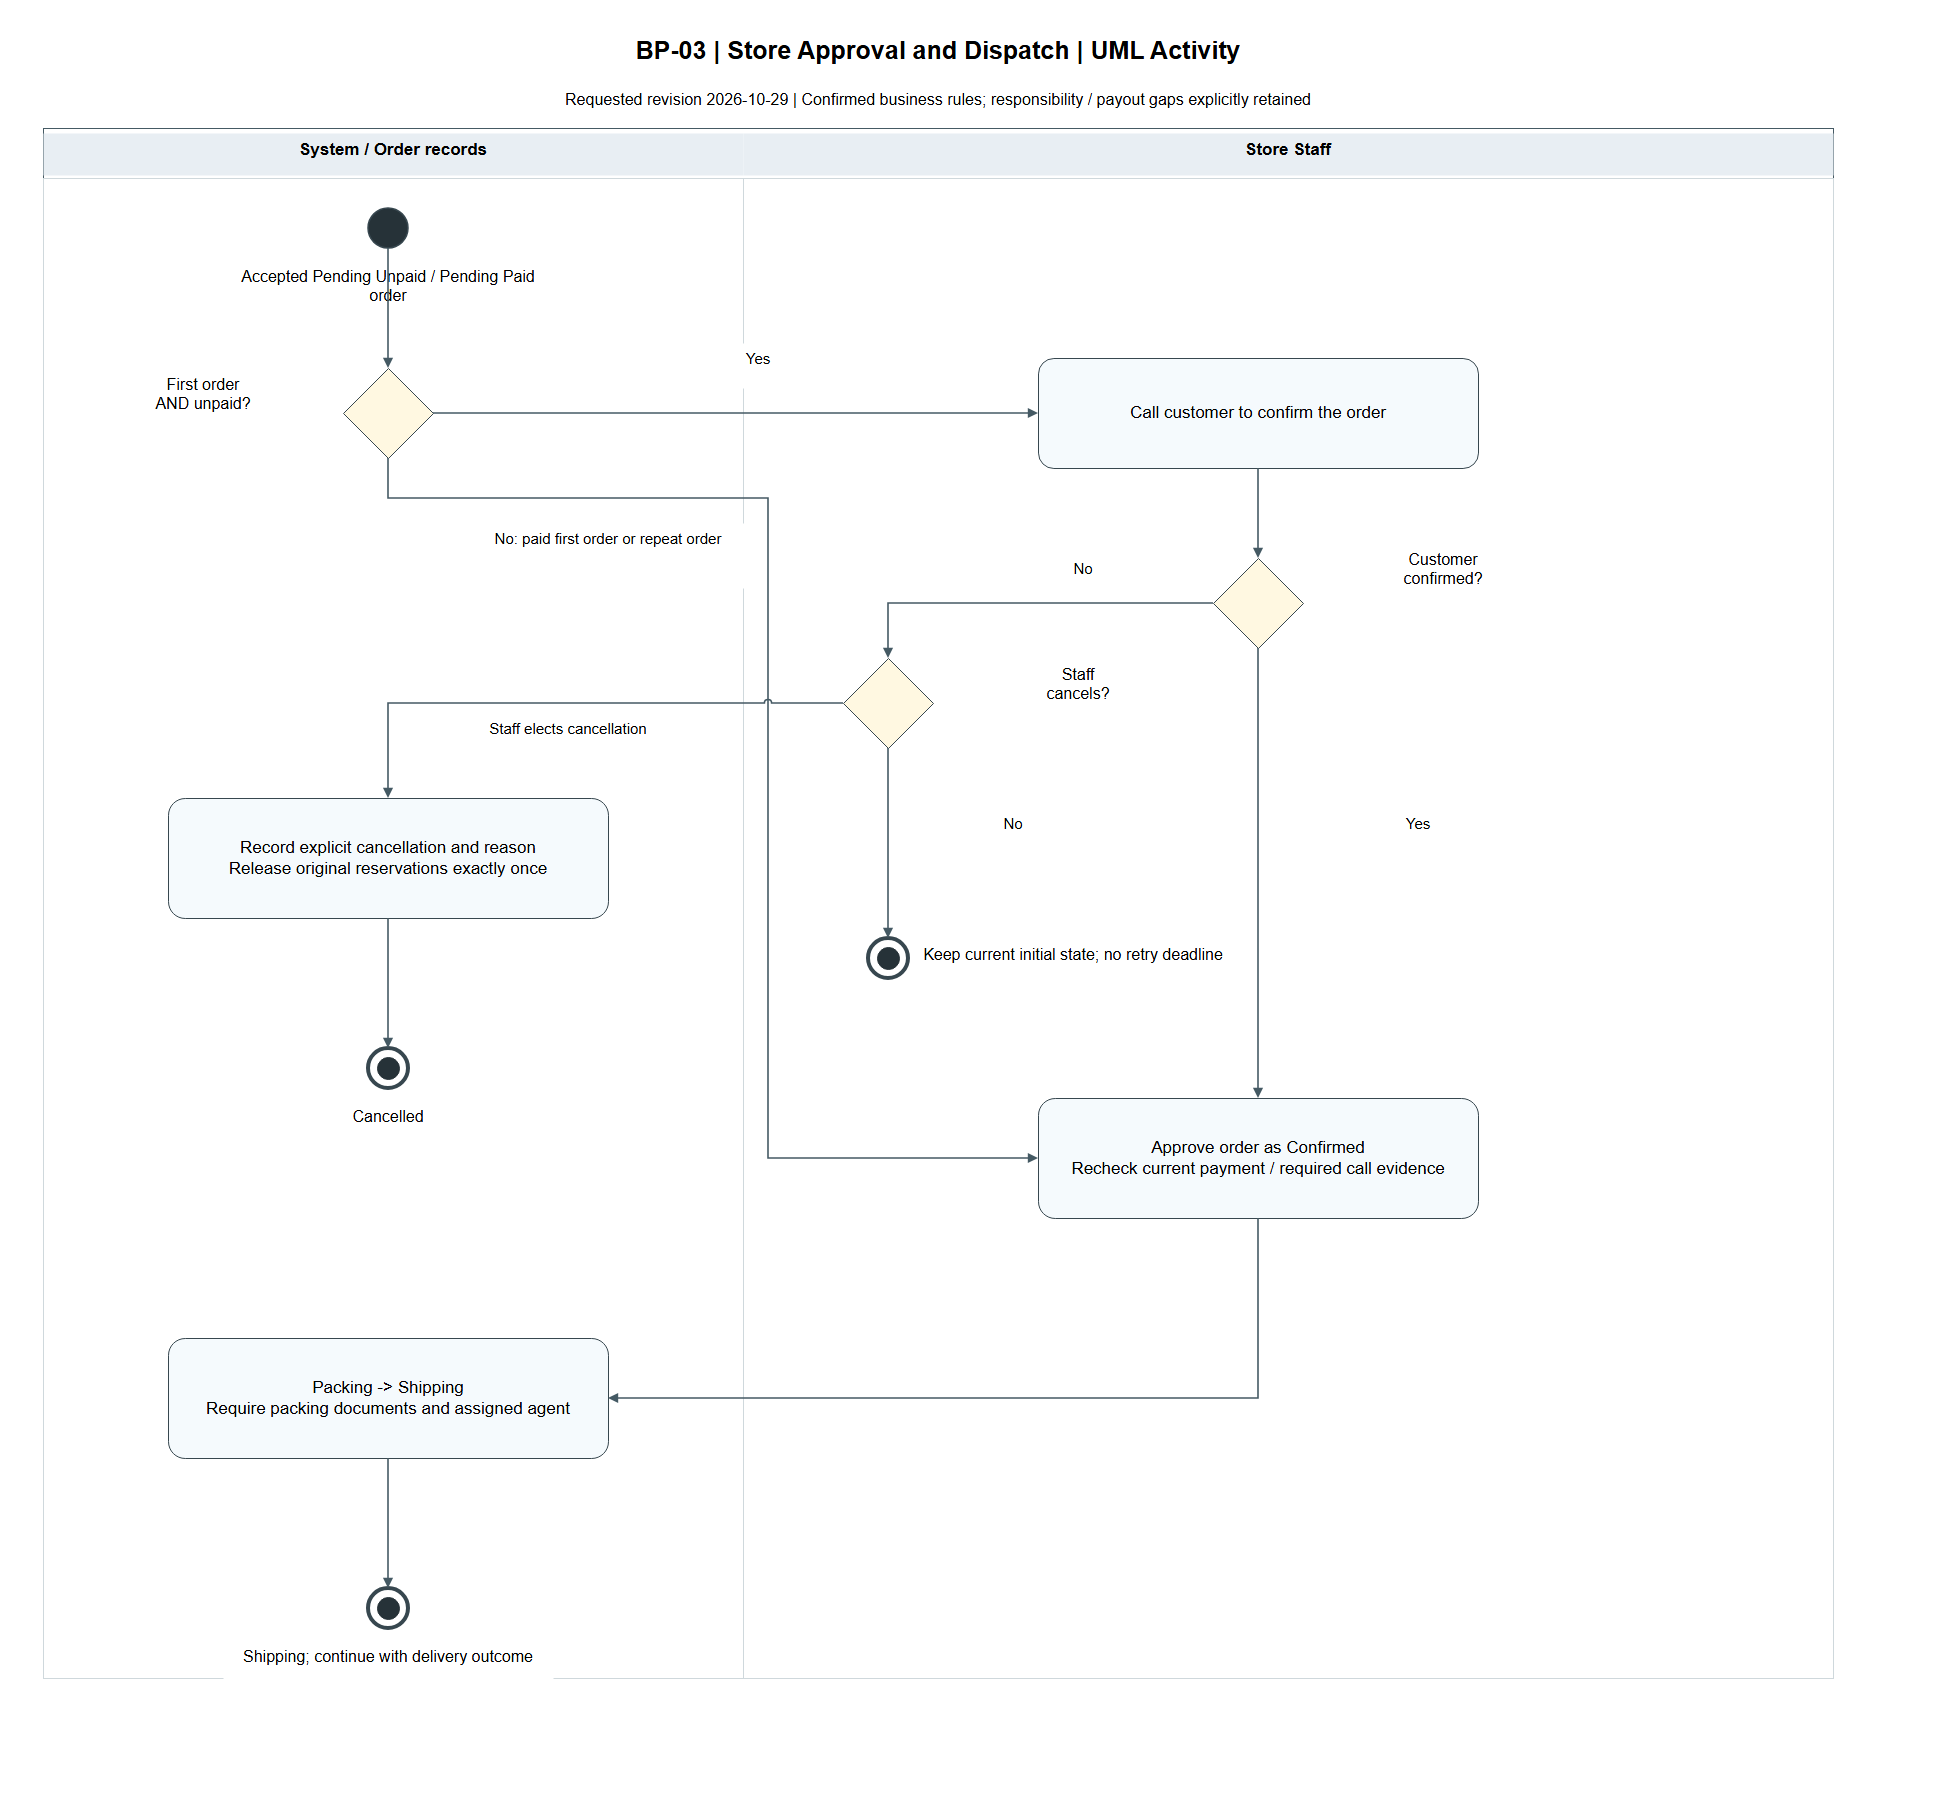 BP-03 | Store Approval and Dispatch | UML Activity
Requested revision 2026-10-29 | Confirmed business rules; responsibility / payout gaps explicitly retained
System / Order records
Store Staff
Accepted Pending Unpaid / Pending Paid
order
Yes
First order
AND unpaid?
Call customer to confirm the order
No: paid first order or repeat order
No
Customer
confirmed?
Staff
cancels?
Staff elects cancellation
No
Yes
Record explicit cancellation and reason
Release original reservations exactly once
Keep current initial state; no retry deadline
Cancelled
Approve order as Confirmed
Recheck current payment / required call evidence
Packing -> Shipping
Require packing documents and assigned agent
Shipping; continue with delivery outcome